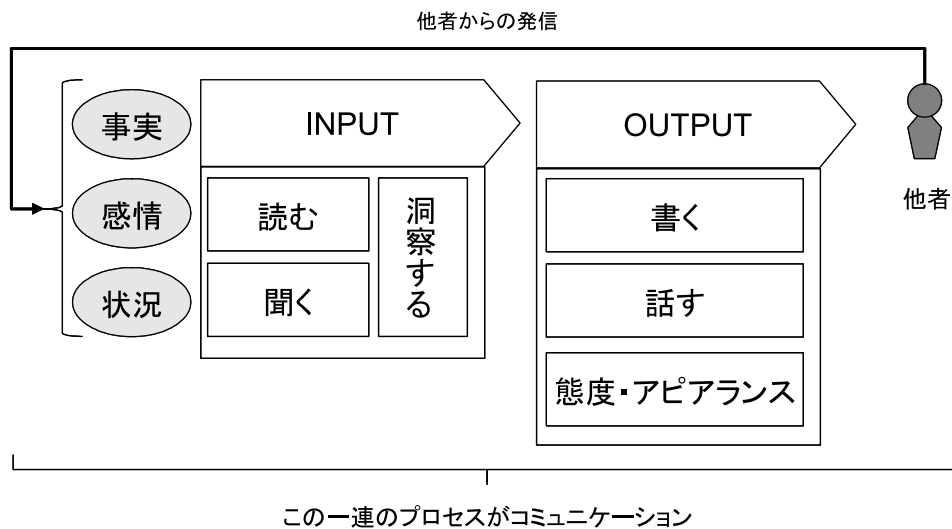 他者からの発信
事実
感情
状況
INPUT
読む
聞く
洞察する
OUTPUT
書く
話す
態度・アピアランス
他者
この一連のプロセスがコミュニケーション